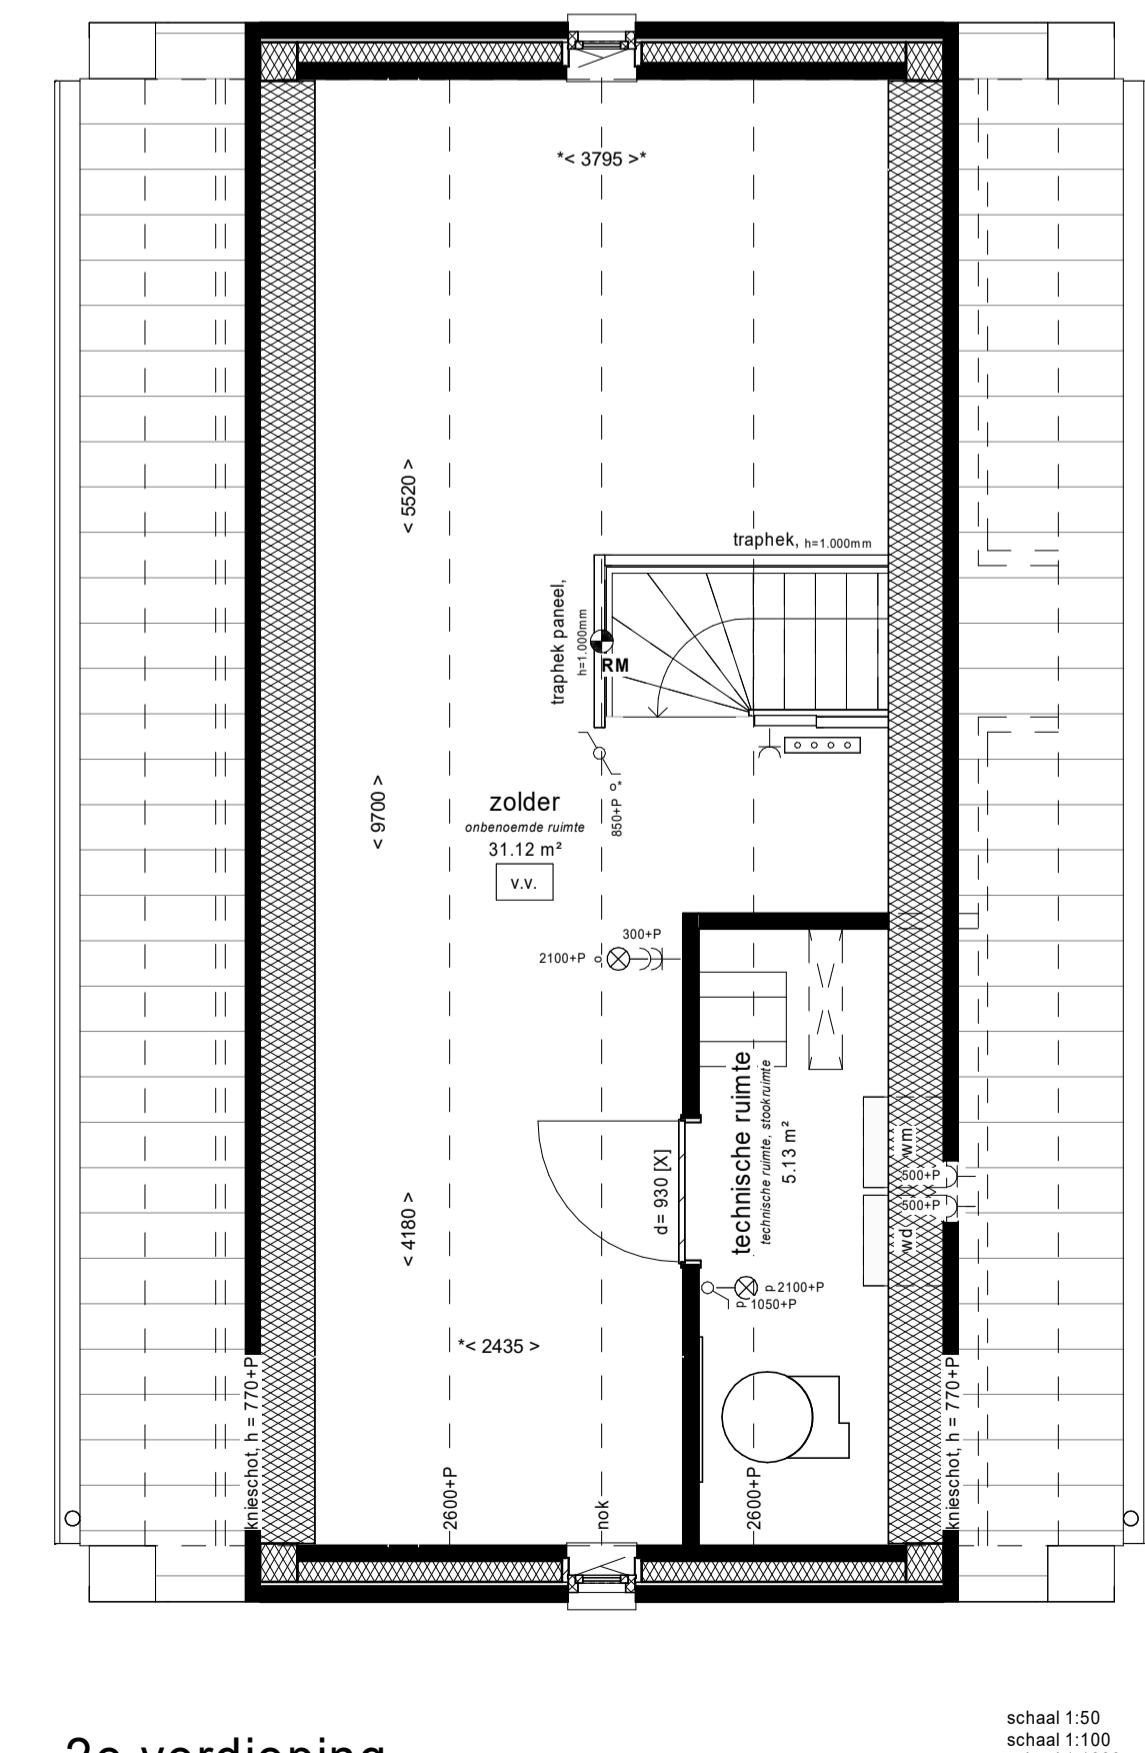 *< 3795 >*
< 5520 >
traphek, h=1.000mm
traphek paneel,
h=1.000mm
RM
850+P
< 9700 >
zolder
onbenoemde ruimte
31.12 m²
v.v.
300+P
2100+P
technische ruimte
technische ruimte, stookruimte
5.13 m²
d= 930 [X]
wm
500+P
500+P
wd
< 4180 >
2100+P
1050+P
*< 2435 >
knieschot, h = 770+P
2600+P
nok
2600+P
knieschot, h = 770+P
schaal 1:50
schaal 1:100
2e verdieping